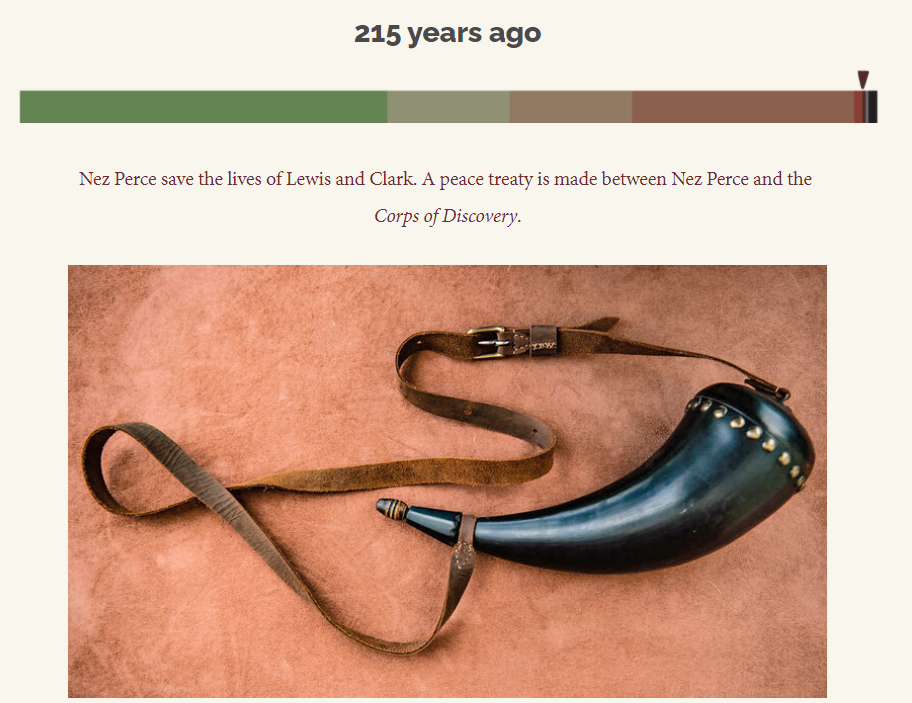 215 years ago
Nez Perce save the lives of Lewis and Clark. A peace treaty is made between Nez Perce and the
Corps of Discovery.